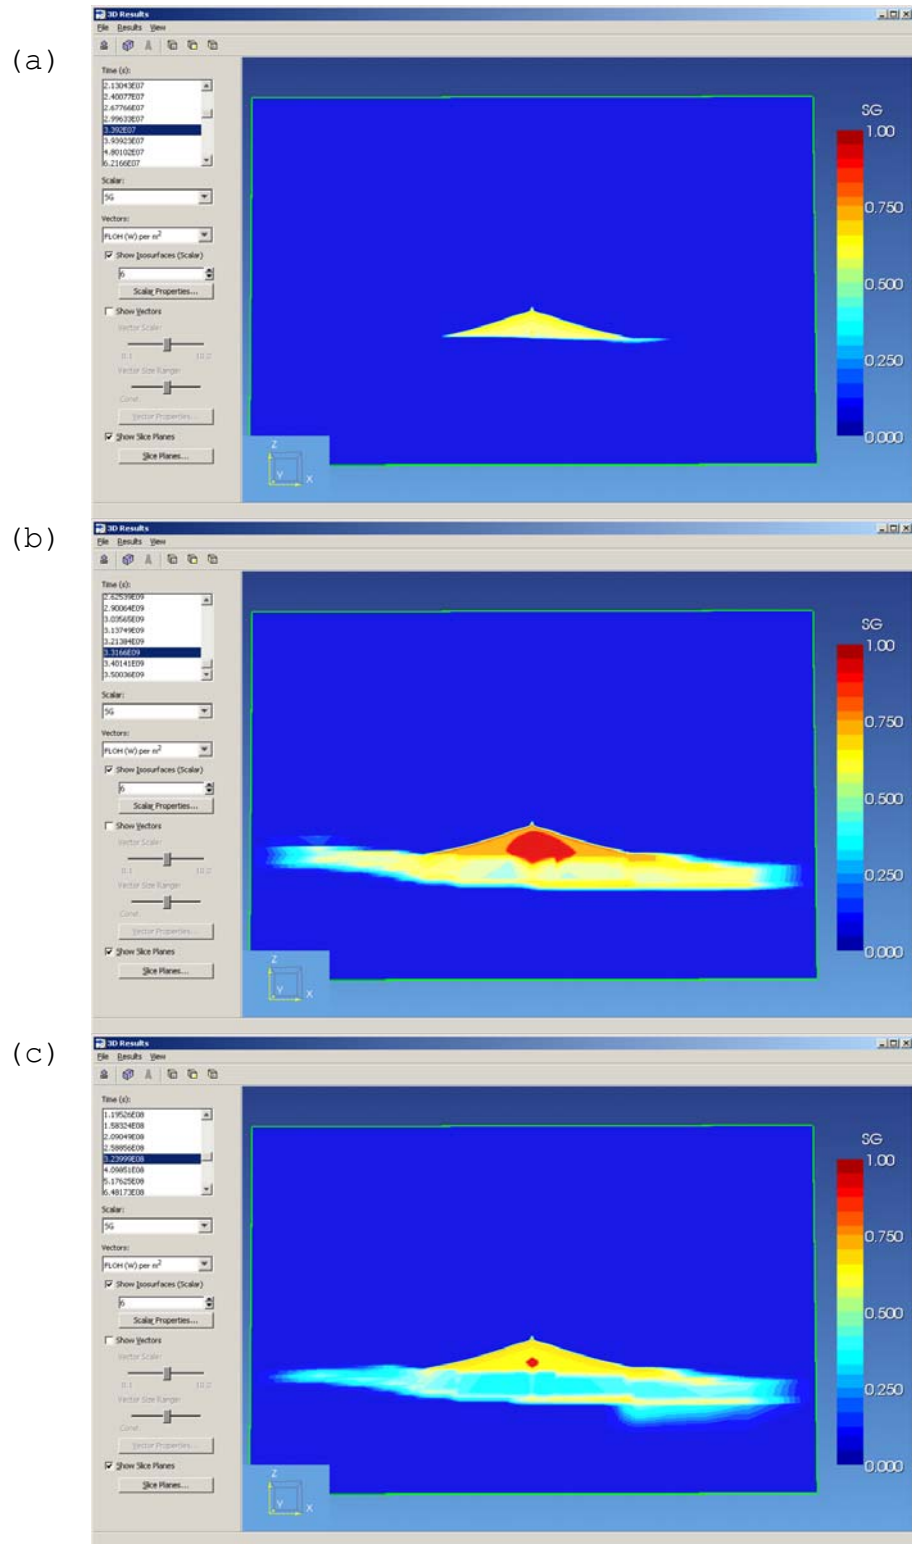 (a)
3D Results
File Results View
Time (s):
2.13043E07
2.40077E07
2.67766E07
2.99633E07
3.392E07
3.93923E07
4.80102E07
6.2166E07
Scalar:
SG
Vectors:
FLOH (W) per m2
Show Isosurfaces (Scalar)
6
Scalar Properties...
Show Vectors
Vector Scale:
0.1 10.0
Vector Size Range:
Const.
Vector Properties...
Show Slice Planes
Slice Planes...
SG
1.00
0.750
0.500
0.250
0.000
Z
Y X
(b)
3D Results
File Results View
Time (s):
2.62539E09
2.90064E09
3.03565E09
3.13749E09
3.21384E09
3.3166E09
3.40141E09
3.50036E09
Scalar:
SG
Vectors:
FLOH (W) per m2
Show Isosurfaces (Scalar)
6
Scalar Properties...
Show Vectors
Vector Scale:
0.1 10.0
Vector Size Range:
Const.
Vector Properties...
Show Slice Planes
Slice Planes...
SG
1.00
0.750
0.500
0.250
0.000
Z
Y X
(c)
3D Results
File Results View
Time (s):
1.19526E08
1.58324E08
2.09049E08
2.58856E08
3.23999E08
4.09851E08
5.17625E08
6.48173E08
Scalar:
SG
Vectors:
FLOH (W) per m2
Show Isosurfaces (Scalar)
6
Scalar Properties...
Show Vectors
Vector Scale:
0.1 10.0
Vector Size Range:
Const.
Vector Properties...
Show Slice Planes
Slice Planes...
SG
1.00
0.750
0.500
0.250
0.000
Z
Y X